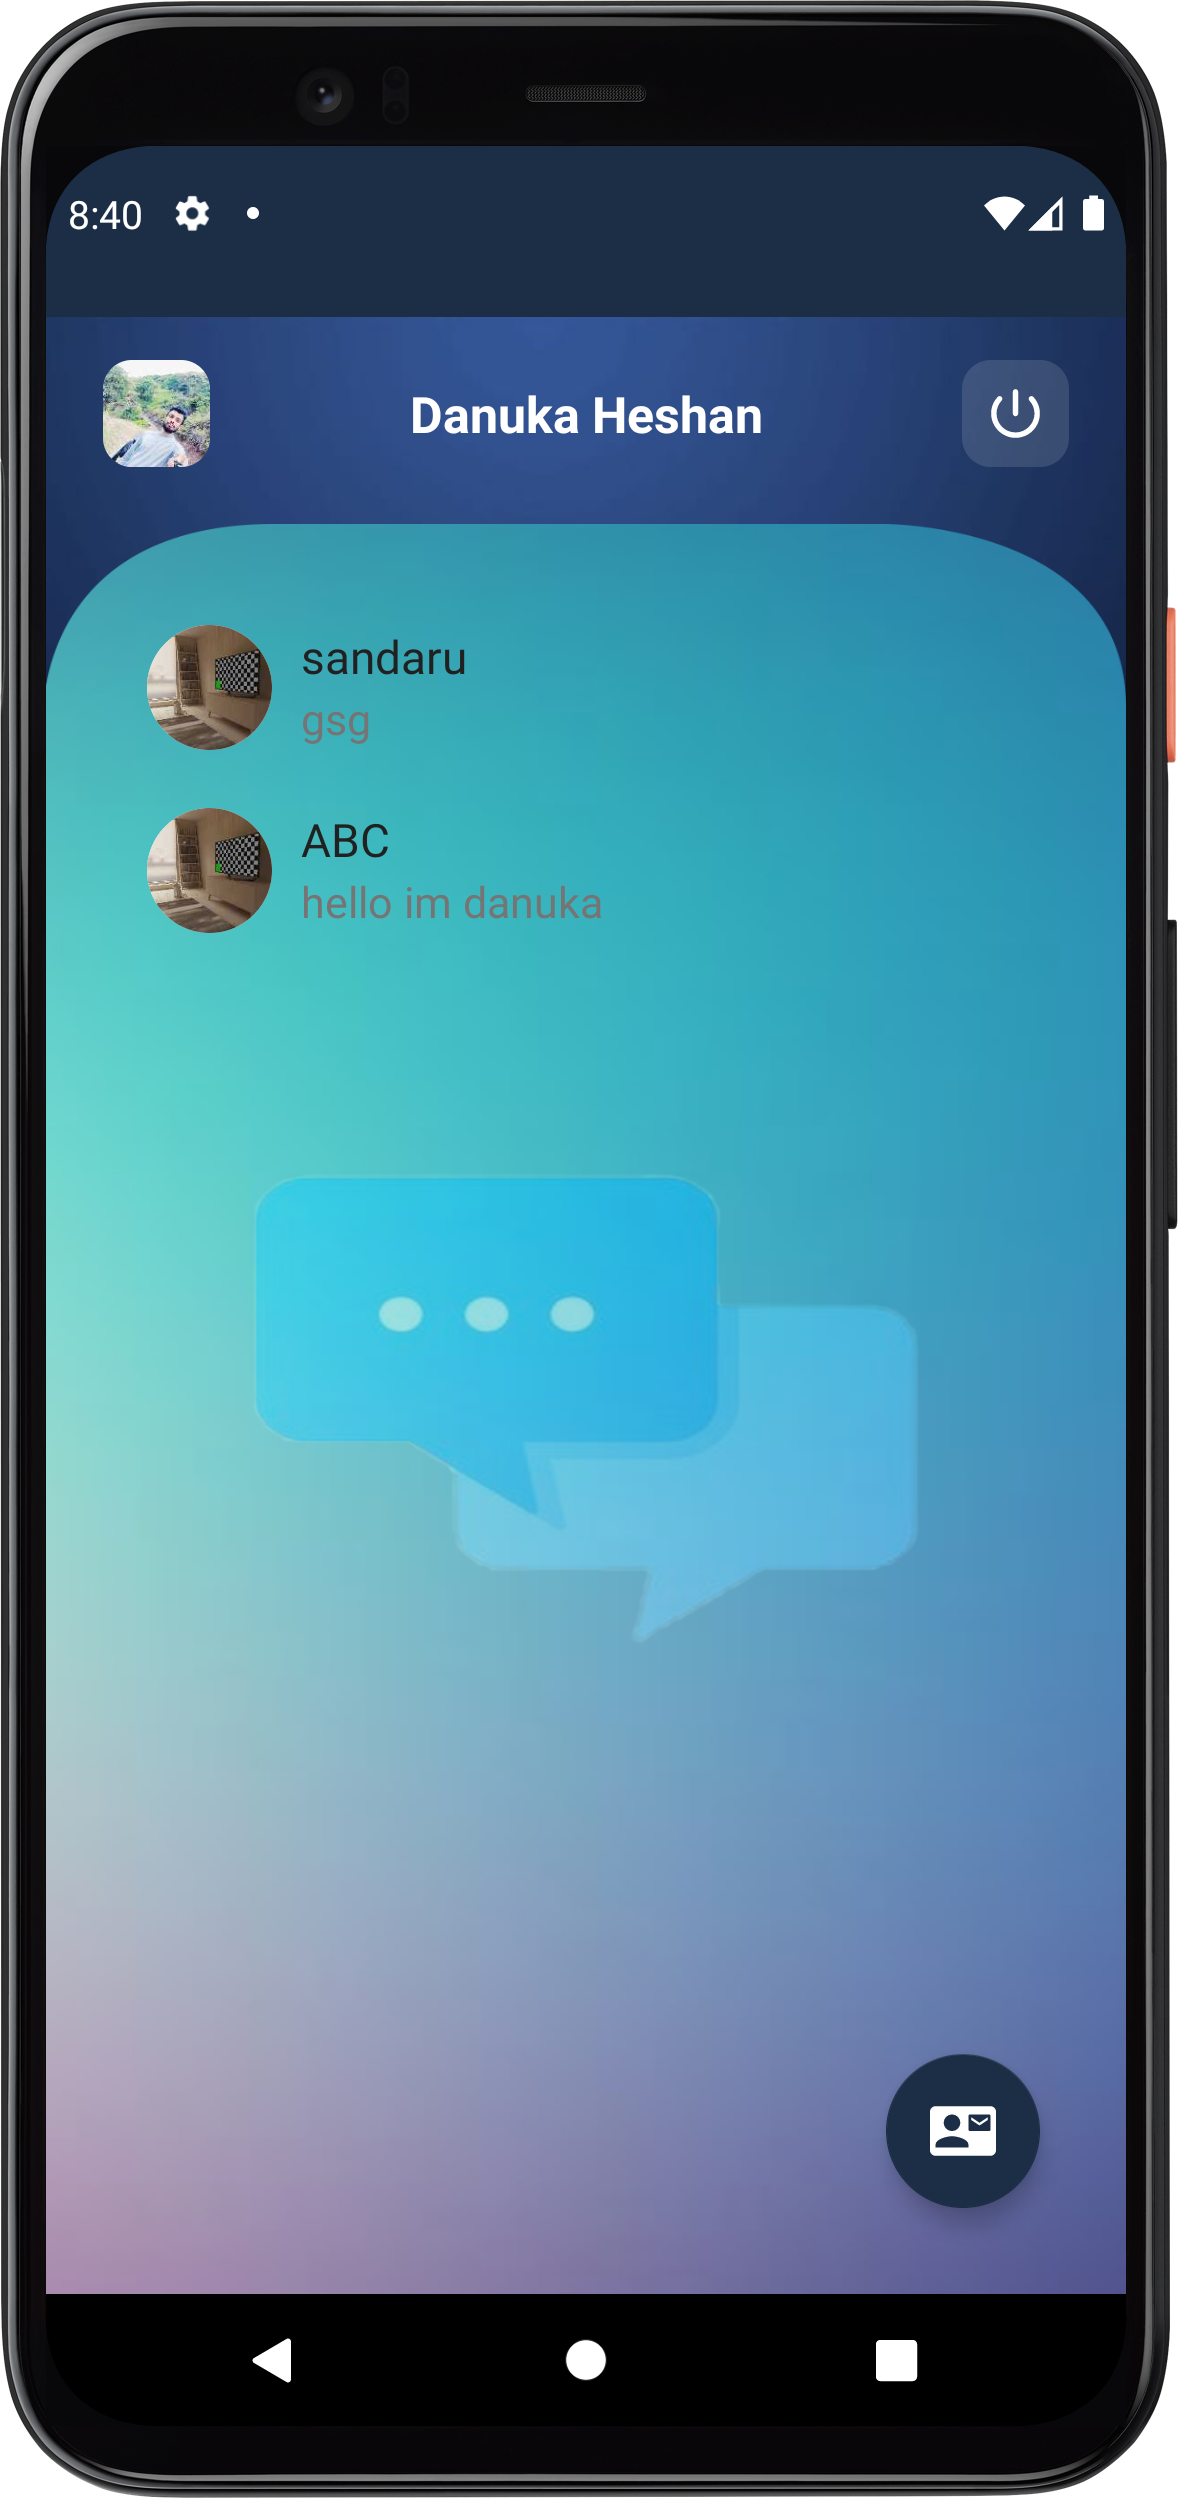 8:40
Danuka Heshan
sandaru
gsg
ABC
hello im danuka